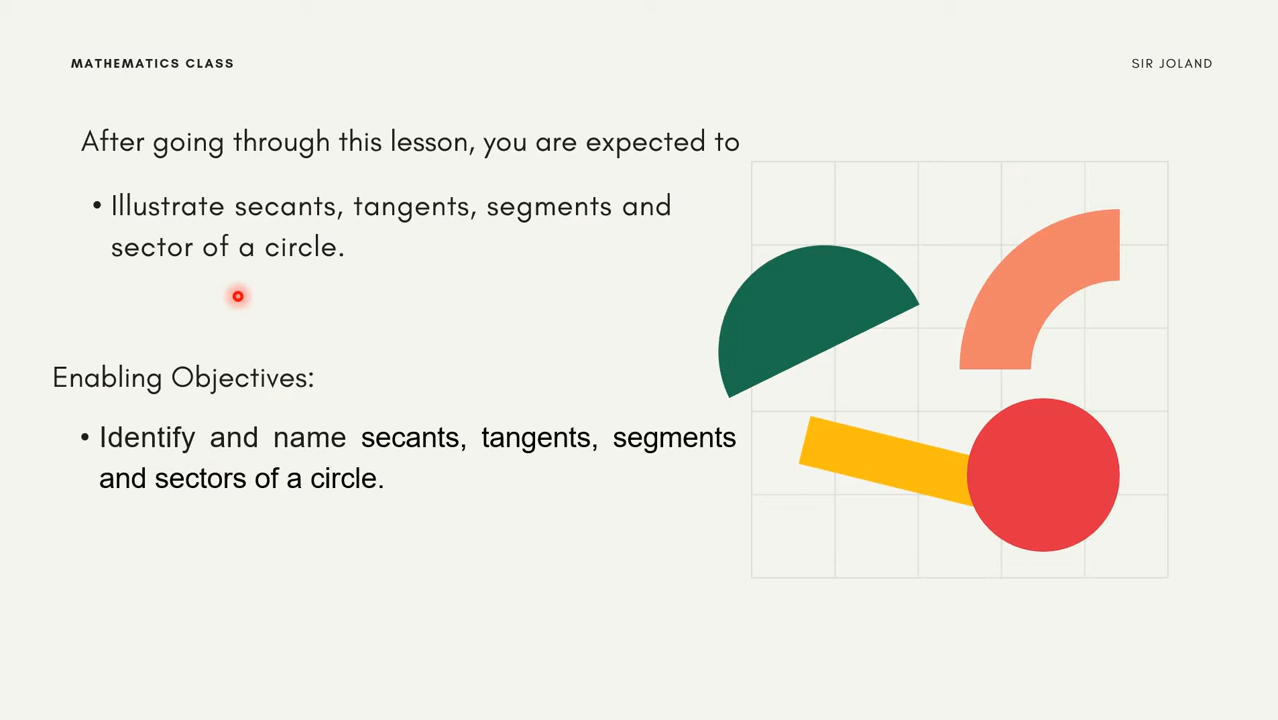 MATHEMATICS CLASS
SIR JOLAND
After going through this lesson, you are expected to
• Illustrate secants, tangents, segments and
sector of a circle.
Enabling Objectives:
• Identify and name secants, tangents, segments
and sectors of a circle.